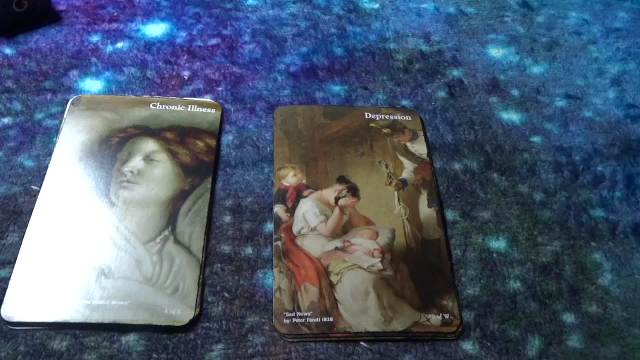 Chronic Illness
Depression
"Sad News"
by: Peter Fendi 1838